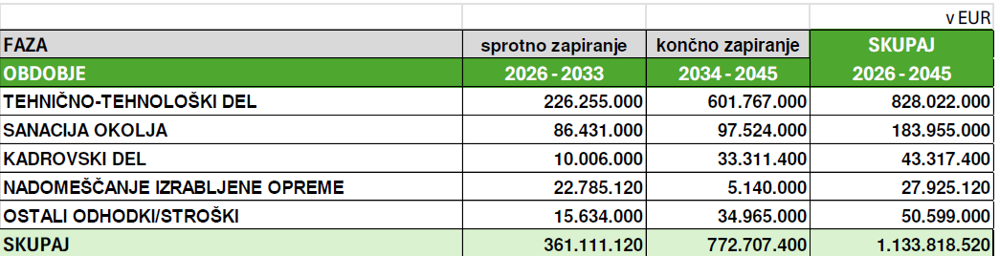 v EUR
FAZA sprotno zapiranje končno zapiranje SKUPAJ
OBDOBJE 2026 - 2033 2034 - 2045 2026 - 2045
TEHNIČNO-TEHNOLOŠKI DEL 226.255.000 601.767.000 828.022.000
SANACIJA OKOLJA 86.431.000 97.524.000 183.955.000
KADROVSKI DEL 10.006.000 33.311.400 43.317.400
NADOMEŠČANJE IZRABLJENE OPREME 22.785.120 5.140.000 27.925.120
OSTALI ODHODKI/STROŠKI 15.634.000 34.965.000 50.599.000
SKUPAJ 361.111.120 772.707.400 1.133.818.520